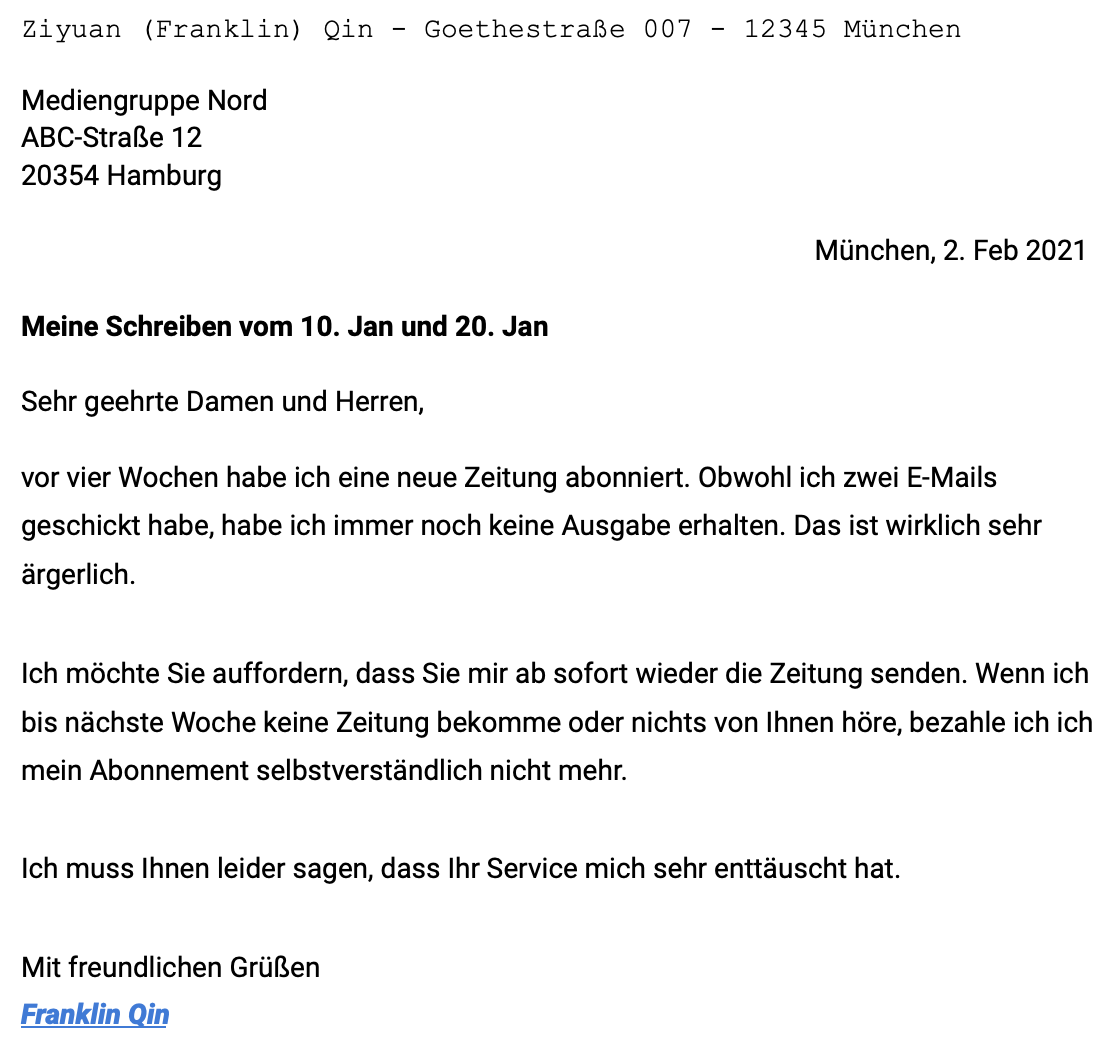 Ziyuan (Franklin) Qin - Goethestraße 007 - 12345 München
Mediengruppe Nord
ABC-Straße 12
20354 Hamburg
München, 2. Feb 2021
Meine Schreiben vom 10. Jan und 20. Jan
Sehr geehrte Damen und Herren,
vor vier Wochen habe ich eine neue Zeitung abonniert. Obwohl ich zwei E-Mails
geschickt habe, habe ich immer noch keine Ausgabe erhalten. Das ist wirklich sehr
ärgerlich.
Ich möchte Sie auffordern, dass Sie mir ab sofort wieder die Zeitung senden. Wenn ich
bis nächste Woche keine Zeitung bekomme oder nichts von Ihnen höre, bezahle ich ich
mein Abonnement selbstverständlich nicht mehr.
Ich muss Ihnen leider sagen, dass Ihr Service mich sehr enttäuscht hat.
Mit freundlichen Grüßen
Franklin Qin